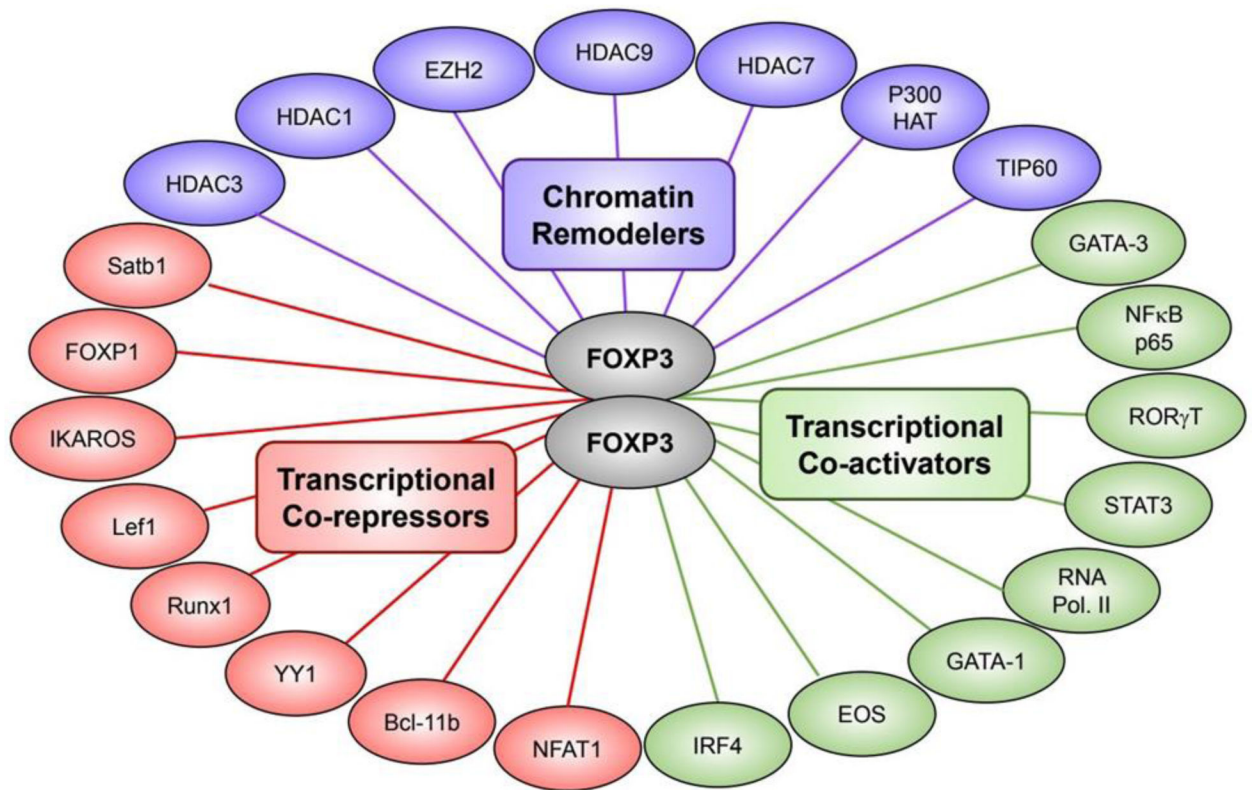 HDAC9
HDAC7
EZH2
P300
HAT
HDAC1
TIP60
HDAC3
Chromatin
Remodelers
GATA-3
Satb1
NFκB
p65
FOXP1
FOXP3
RORγT
IKAROS
FOXP3
Transcriptional
Co-activators
Transcriptional
Co-repressors
STAT3
Lef1
RNA
Pol. II
Runx1
GATA-1
YY1
EOS
Bcl-11b
IRF4
NFAT1